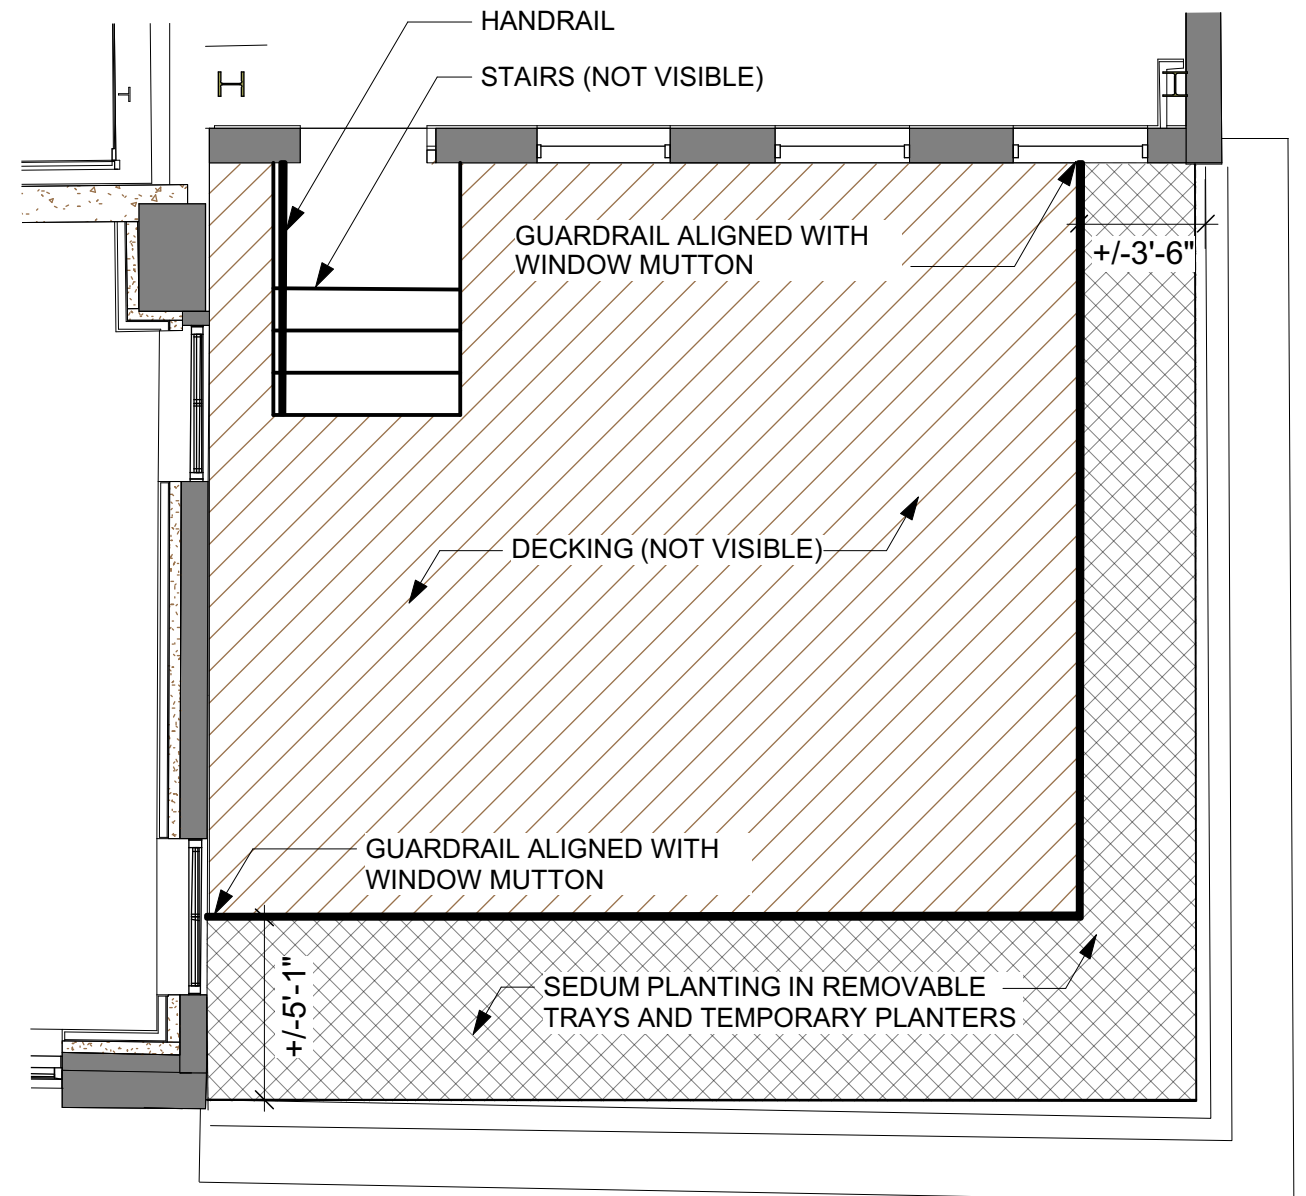 HANDRAIL
STAIRS (NOT VISIBLE)
GUARDRAIL ALIGNED WITH
WINDOW MUTTON
+/-3'-6"
DECKING (NOT VISIBLE)
GUARDRAIL ALIGNED WITH
WINDOW MUTTON
+/-5'-1"
SEDUM PLANTING IN REMOVABLE
TRAYS AND TEMPORARY PLANTERS